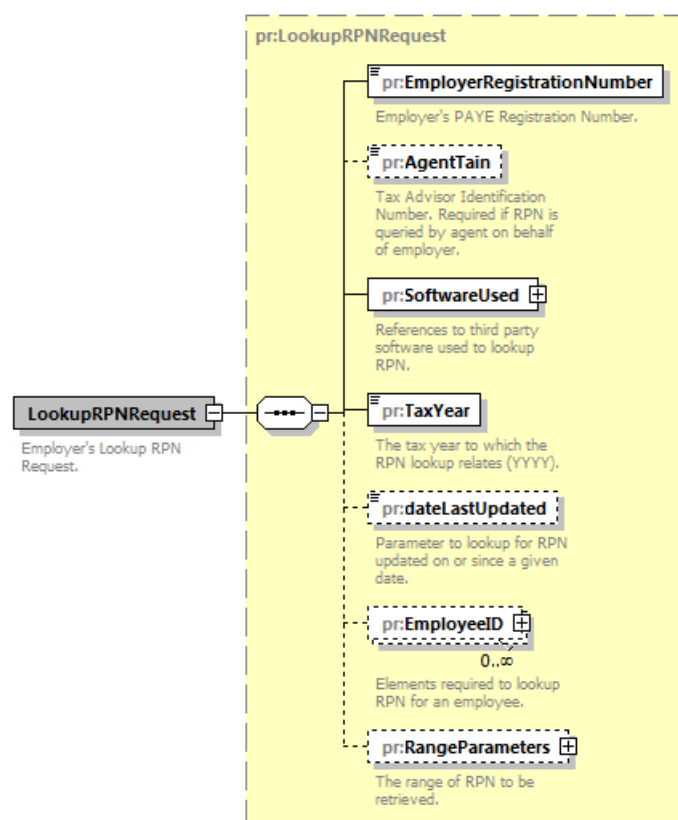 pr:LookupRPNRequest
pr:EmployerRegistrationNumber
Employer's PAYE Registration Number.
pr:AgentTain
Tax Advisor Identification
Number. Required if RPN is
queried by agent on behalf
of employer.
pr:SoftwareUsed
References to third party
software used to lookup
RPN.
LookupRPNRequest
Employer's Lookup RPN
Request.
pr:TaxYear
The tax year to which the
RPN lookup relates (YYYY).
pr:dateLastUpdated
Parameter to lookup for RPN
updated on or since a given
date.
pr:EmployeeID
0..∞
Elements required to lookup
RPN for an employee.
pr:RangeParameters
The range of RPN to be
retrieved.